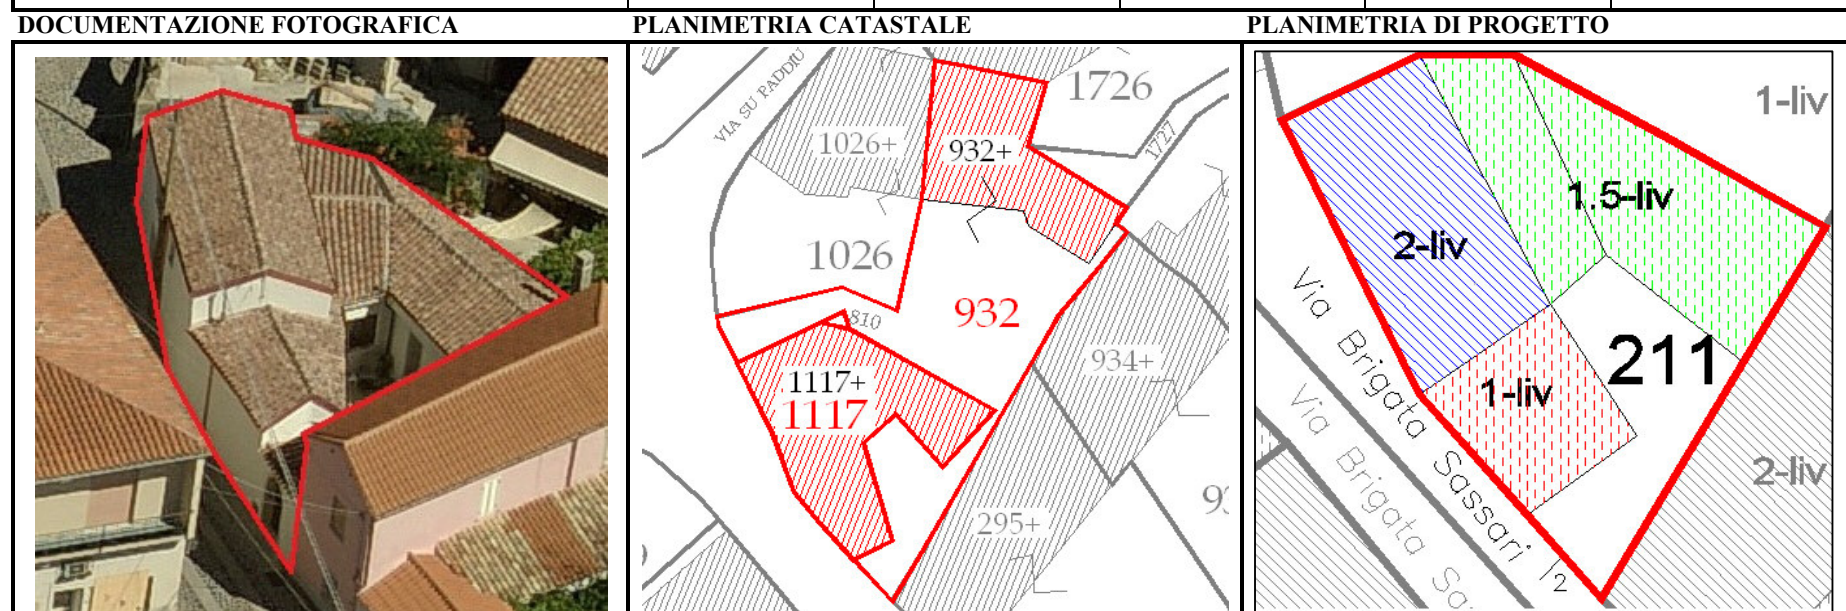 DOCUMENTAZIONE FOTOGRAFICA
PLANIMETRIA CATASTALE
PLANIMETRIA DI PROGETTO
VIA SU PADDIU
1726
1727
1026+
932+
1026
932
810
934+
1117+
1117
295+
1-liv
1.5-liv
2-liv
211
1-liv
2-liv
Via Brigata Sassari
Via Brigata
2